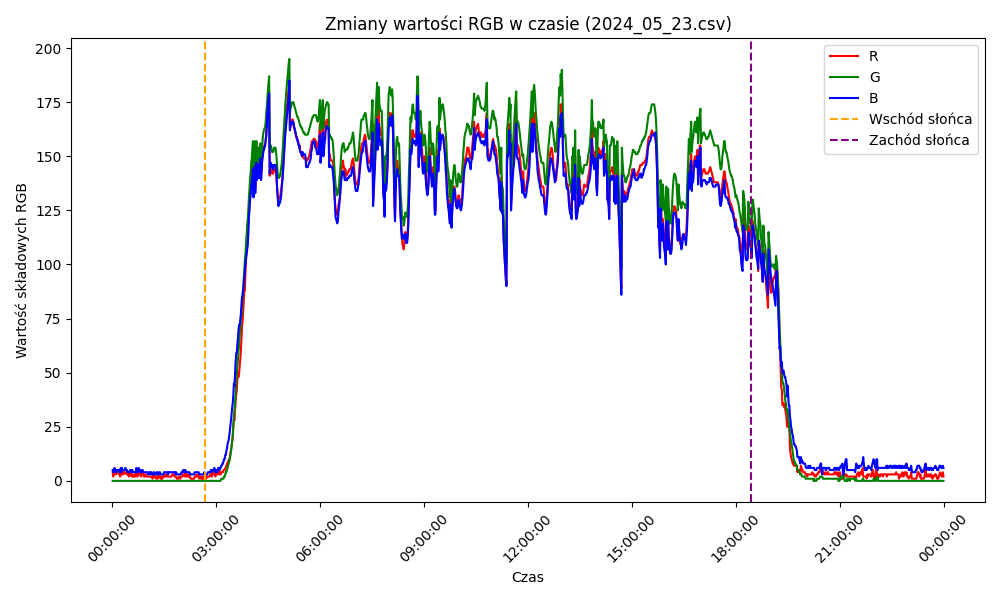 Zmiany wartości RGB w czasie (2024_05_23.csv)
Wartość składowych RGB
200
175
150
125
100
75
50
25
0
R
G
B
Wschód słońca
Zachód słońca
00:00:00
03:00:00
06:00:00
09:00:00
12:00:00
15:00:00
18:00:00
21:00:00
00:00:00
Czas